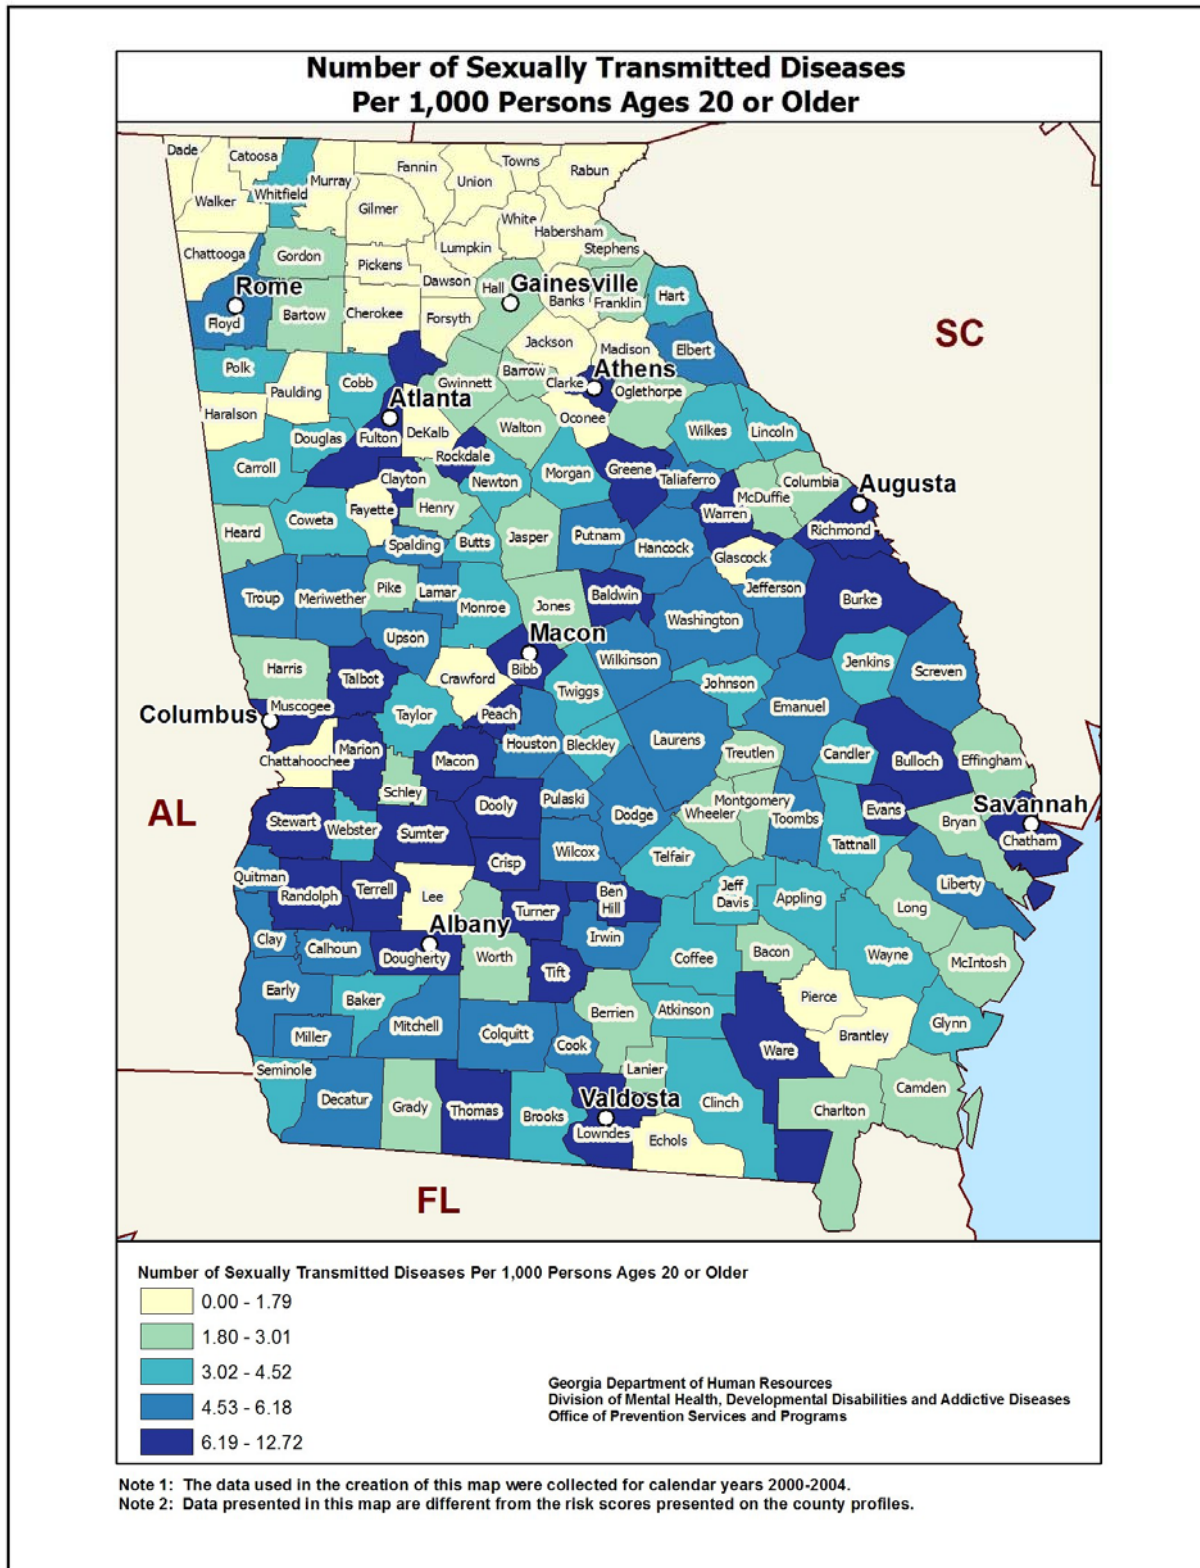 Number of Sexually Transmitted Diseases
Per 1,000 Persons Ages 20 or Older
Dade
Catoosa
Whitfield
Murray
Fannin
Towns
Union
Rabun
Walker
Gilmer
White
Habersham
Stephens
Lumpkin
Chattooga
Gordon
Pickens
Dawson
Hall
Gainesville
Banks
Franklin
Hart
Rome
Floyd
Bartow
Cherokee
Forsyth
Jackson
Madison
Elbert
SC
Polk
Paulding
Cobb
Gwinnett
Barrow
Clarke
Athens
Oglethorpe
Haralson
Atlanta
Fulton
DeKalb
Walton
Oconee
Wilkes
Lincoln
Douglas
Rockdale
Carroll
Clayton
Newton
Morgan
Greene
Taliaferro
McDuffie
Columbia
Augusta
Fayette
Henry
Warren
Richmond
Heard
Coweta
Spalding
Butts
Jasper
Putnam
Hancock
Glascock
Jefferson
Troup
Meriwether
Pike
Lamar
Monroe
Jones
Baldwin
Washington
Burke
Upson
Macon
Bibb
Wilkinson
Jenkins
Screven
Harris
Talbot
Crawford
Twiggs
Johnson
Emanuel
Columbus
Muscogee
Taylor
Peach
Houston
Bleckley
Laurens
Treutlen
Candler
Bulloch
Effingham
Chattahoochee
Marion
Macon
Schley
Dooly
Pulaski
Dodge
Wheeler
Montgomery
Toombs
Evans
Savannah
Bryan
Chatham
AL
Stewart
Webster
Sumter
Crisp
Wilcox
Telfair
Tattnall
Quitman
Randolph
Terrell
Lee
Turner
Ben
Hill
Jeff
Davis
Appling
Liberty
Long
Albany
Clay
Calhoun
Dougherty
Worth
Irwin
Tift
Coffee
Bacon
Wayne
McIntosh
Early
Baker
Mitchell
Berrien
Atkinson
Pierce
Brantley
Glynn
Miller
Colquitt
Cook
Ware
Seminole
Decatur
Grady
Thomas
Brooks
Lanier
Valdosta
Lowndes
Echols
Clinch
Charlton
Camden
FL
Number of Sexually Transmitted Diseases Per 1,000 Persons Ages 20 or Older
0.00 - 1.79
1.80 - 3.01
3.02 - 4.52
4.53 - 6.18
6.19 - 12.72
Georgia Department of Human Resources
Division of Mental Health, Developmental Disabilities and Addictive Diseases
Office of Prevention Services and Programs
Note 1:  The data used in the creation of this map were collected for calendar years 2000-2004.
Note 2:  Data presented in this map are different from the risk scores presented on the county profiles.